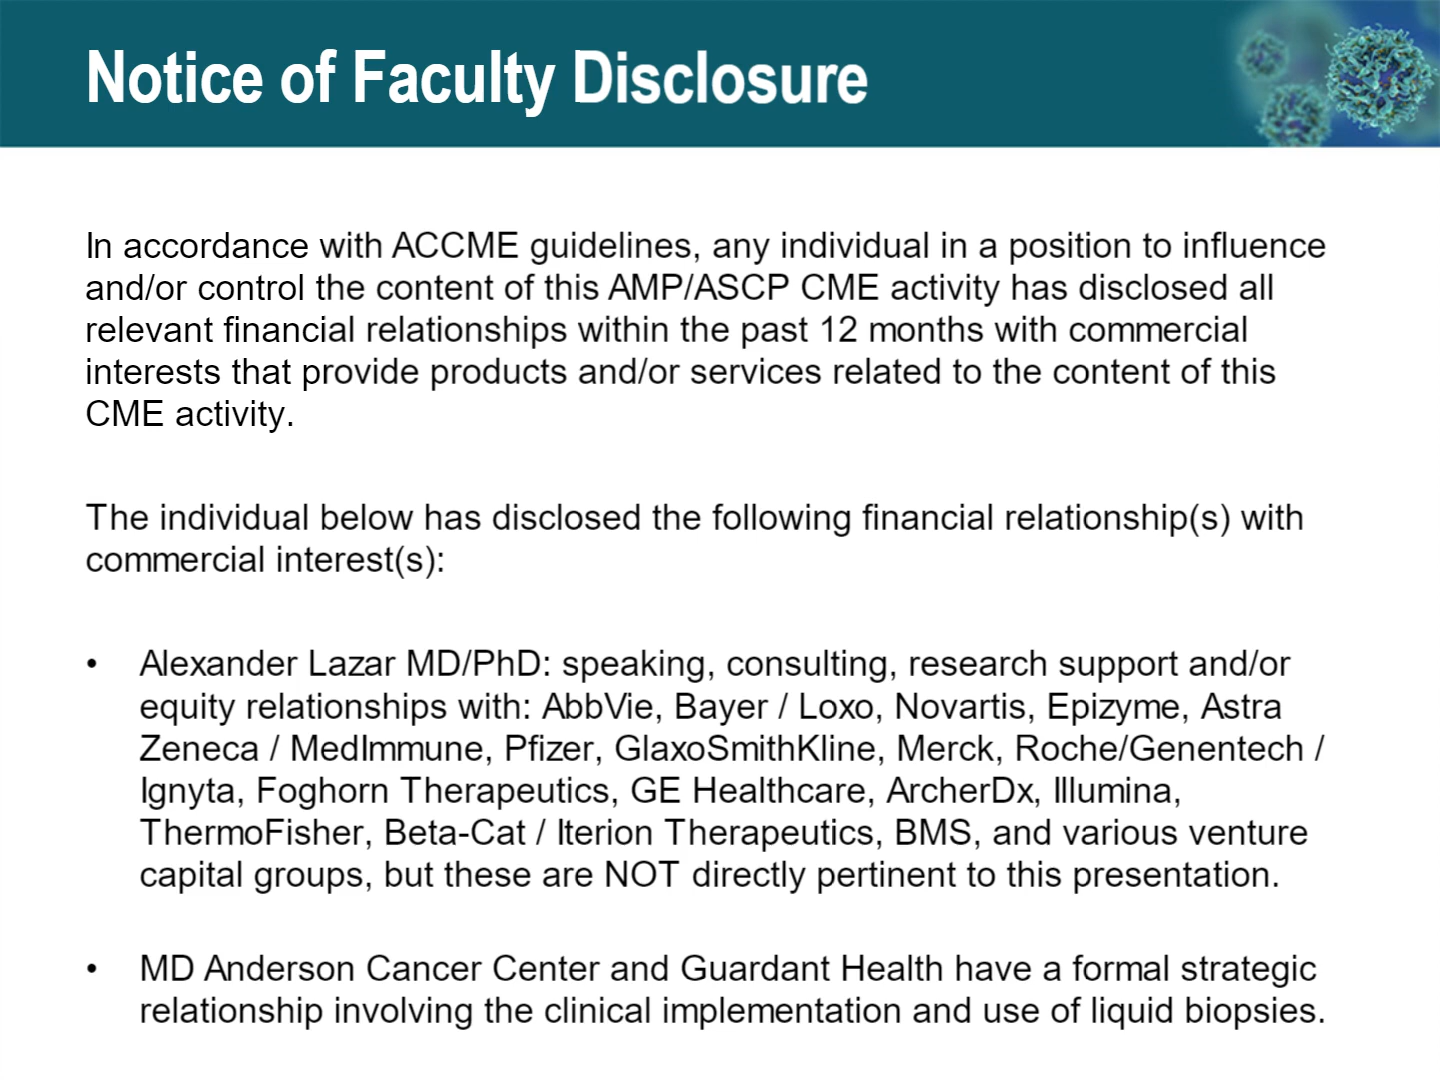 Notice of Faculty Disclosure
In accordance with ACCME guidelines, any individual in a position to influence
and/or control the content of this AMP/ASCP CME activity has disclosed all
relevant financial relationships within the past 12 months with commercial
interests that provide products and/or services related to the content of this
CME activity.
The individual below has disclosed the following financial relationship(s) with
commercial interest(s):
• Alexander Lazar MD/PhD: speaking, consulting, research support and/or
equity relationships with: AbbVie, Bayer / Loxo, Novartis, Epizyme, Astra
Zeneca / MedImmune, Pfizer, GlaxoSmithKline, Merck, Roche/Genentech /
Ignyta, Foghorn Therapeutics, GE Healthcare, ArcherDx, Illumina,
ThermoFisher, Beta-Cat / Iterion Therapeutics, BMS, and various venture
capital groups, but these are NOT directly pertinent to this presentation.
• MD Anderson Cancer Center and Guardant Health have a formal strategic
relationship involving the clinical implementation and use of liquid biopsies.